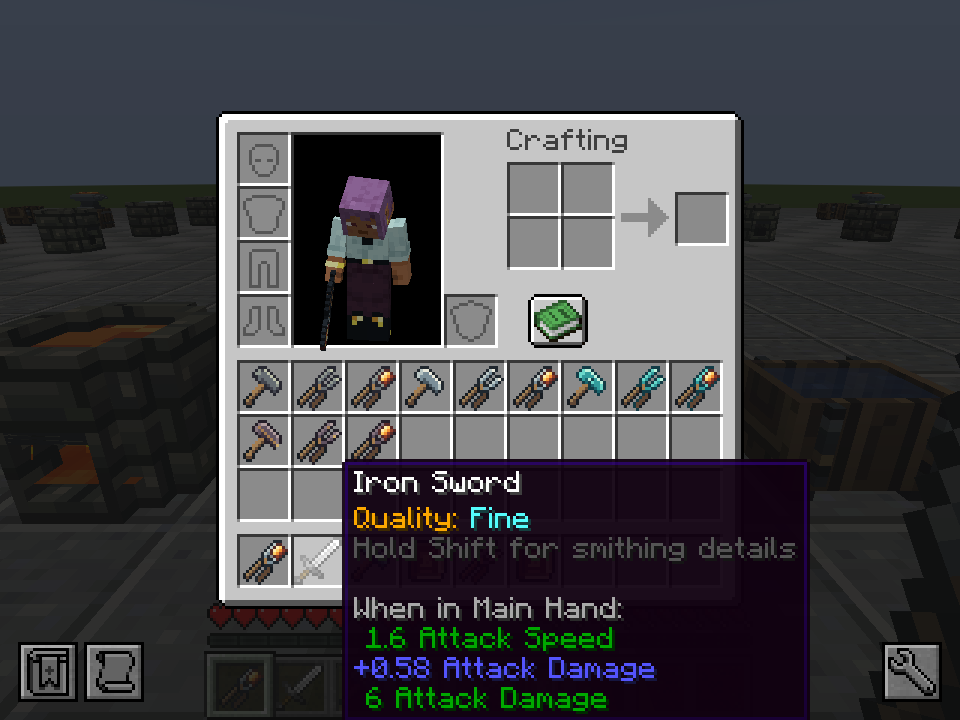 Crafting
Iron Sword
Quality: Fine
Hold Shift for smithing details
When in Main Hand:
1.6 Attack Speed
+0.58 Attack Damage
6 Attack Damage